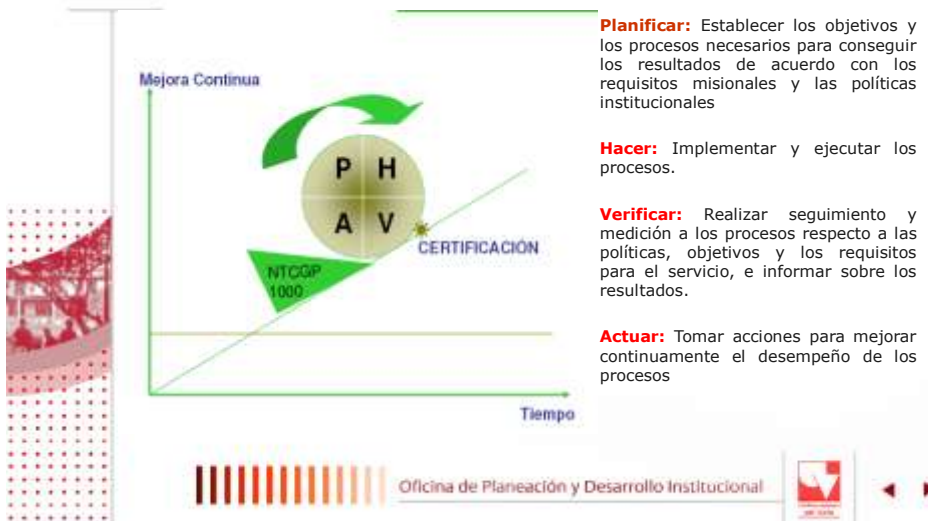 Mejora Continua
P H
A V
CERTIFICACIÓN
NTCGP
1000
Tiempo
Planificar: Establecer los objetivos y
los procesos necesarios para conseguir
los resultados de acuerdo con los
requisitos misionales y las políticas
institucionales
Hacer: Implementar y ejecutar los
procesos.
Verificar: Realizar seguimiento y
medición a los procesos respecto a las
políticas, objetivos y los requisitos
para el servicio, e informar sobre los
resultados.
Actuar: Tomar acciones para mejorar
continuamente el desempeño de los
procesos
Oficina de Planeación y Desarrollo Institucional